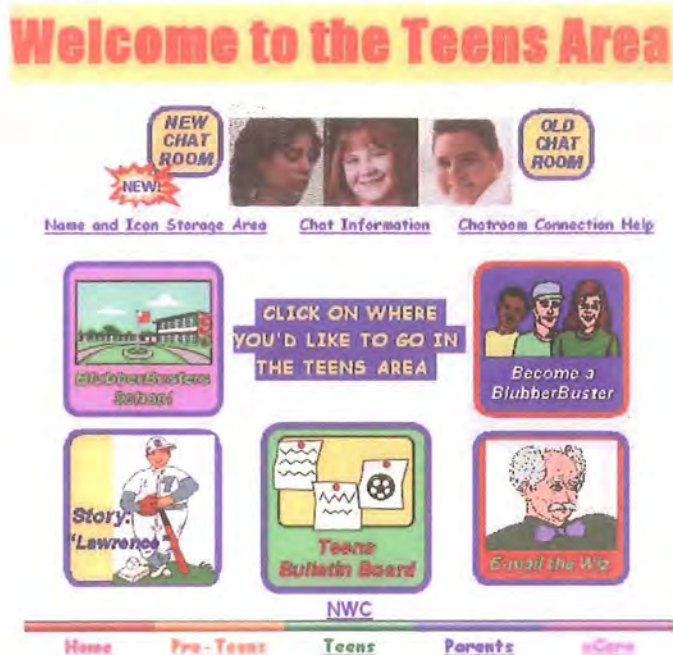 Welcome to the Teens Area
NEW
CHAT
ROOM
OLD
CHAT
ROOM
NEW!
Name and Icon Storage Area
Chat Information
Chatroom Connection Help
CLICK ON WHERE
YOU'D LIKE TO GO IN
THE TEENS AREA
BlubberBusters
School
Become a
BlubberBuster
Story:
"Lawrence"
Teens
Bulletin Board
E-mail the Wiz
NWC
Home
Pre-Teens
Teens
Parents
eCare